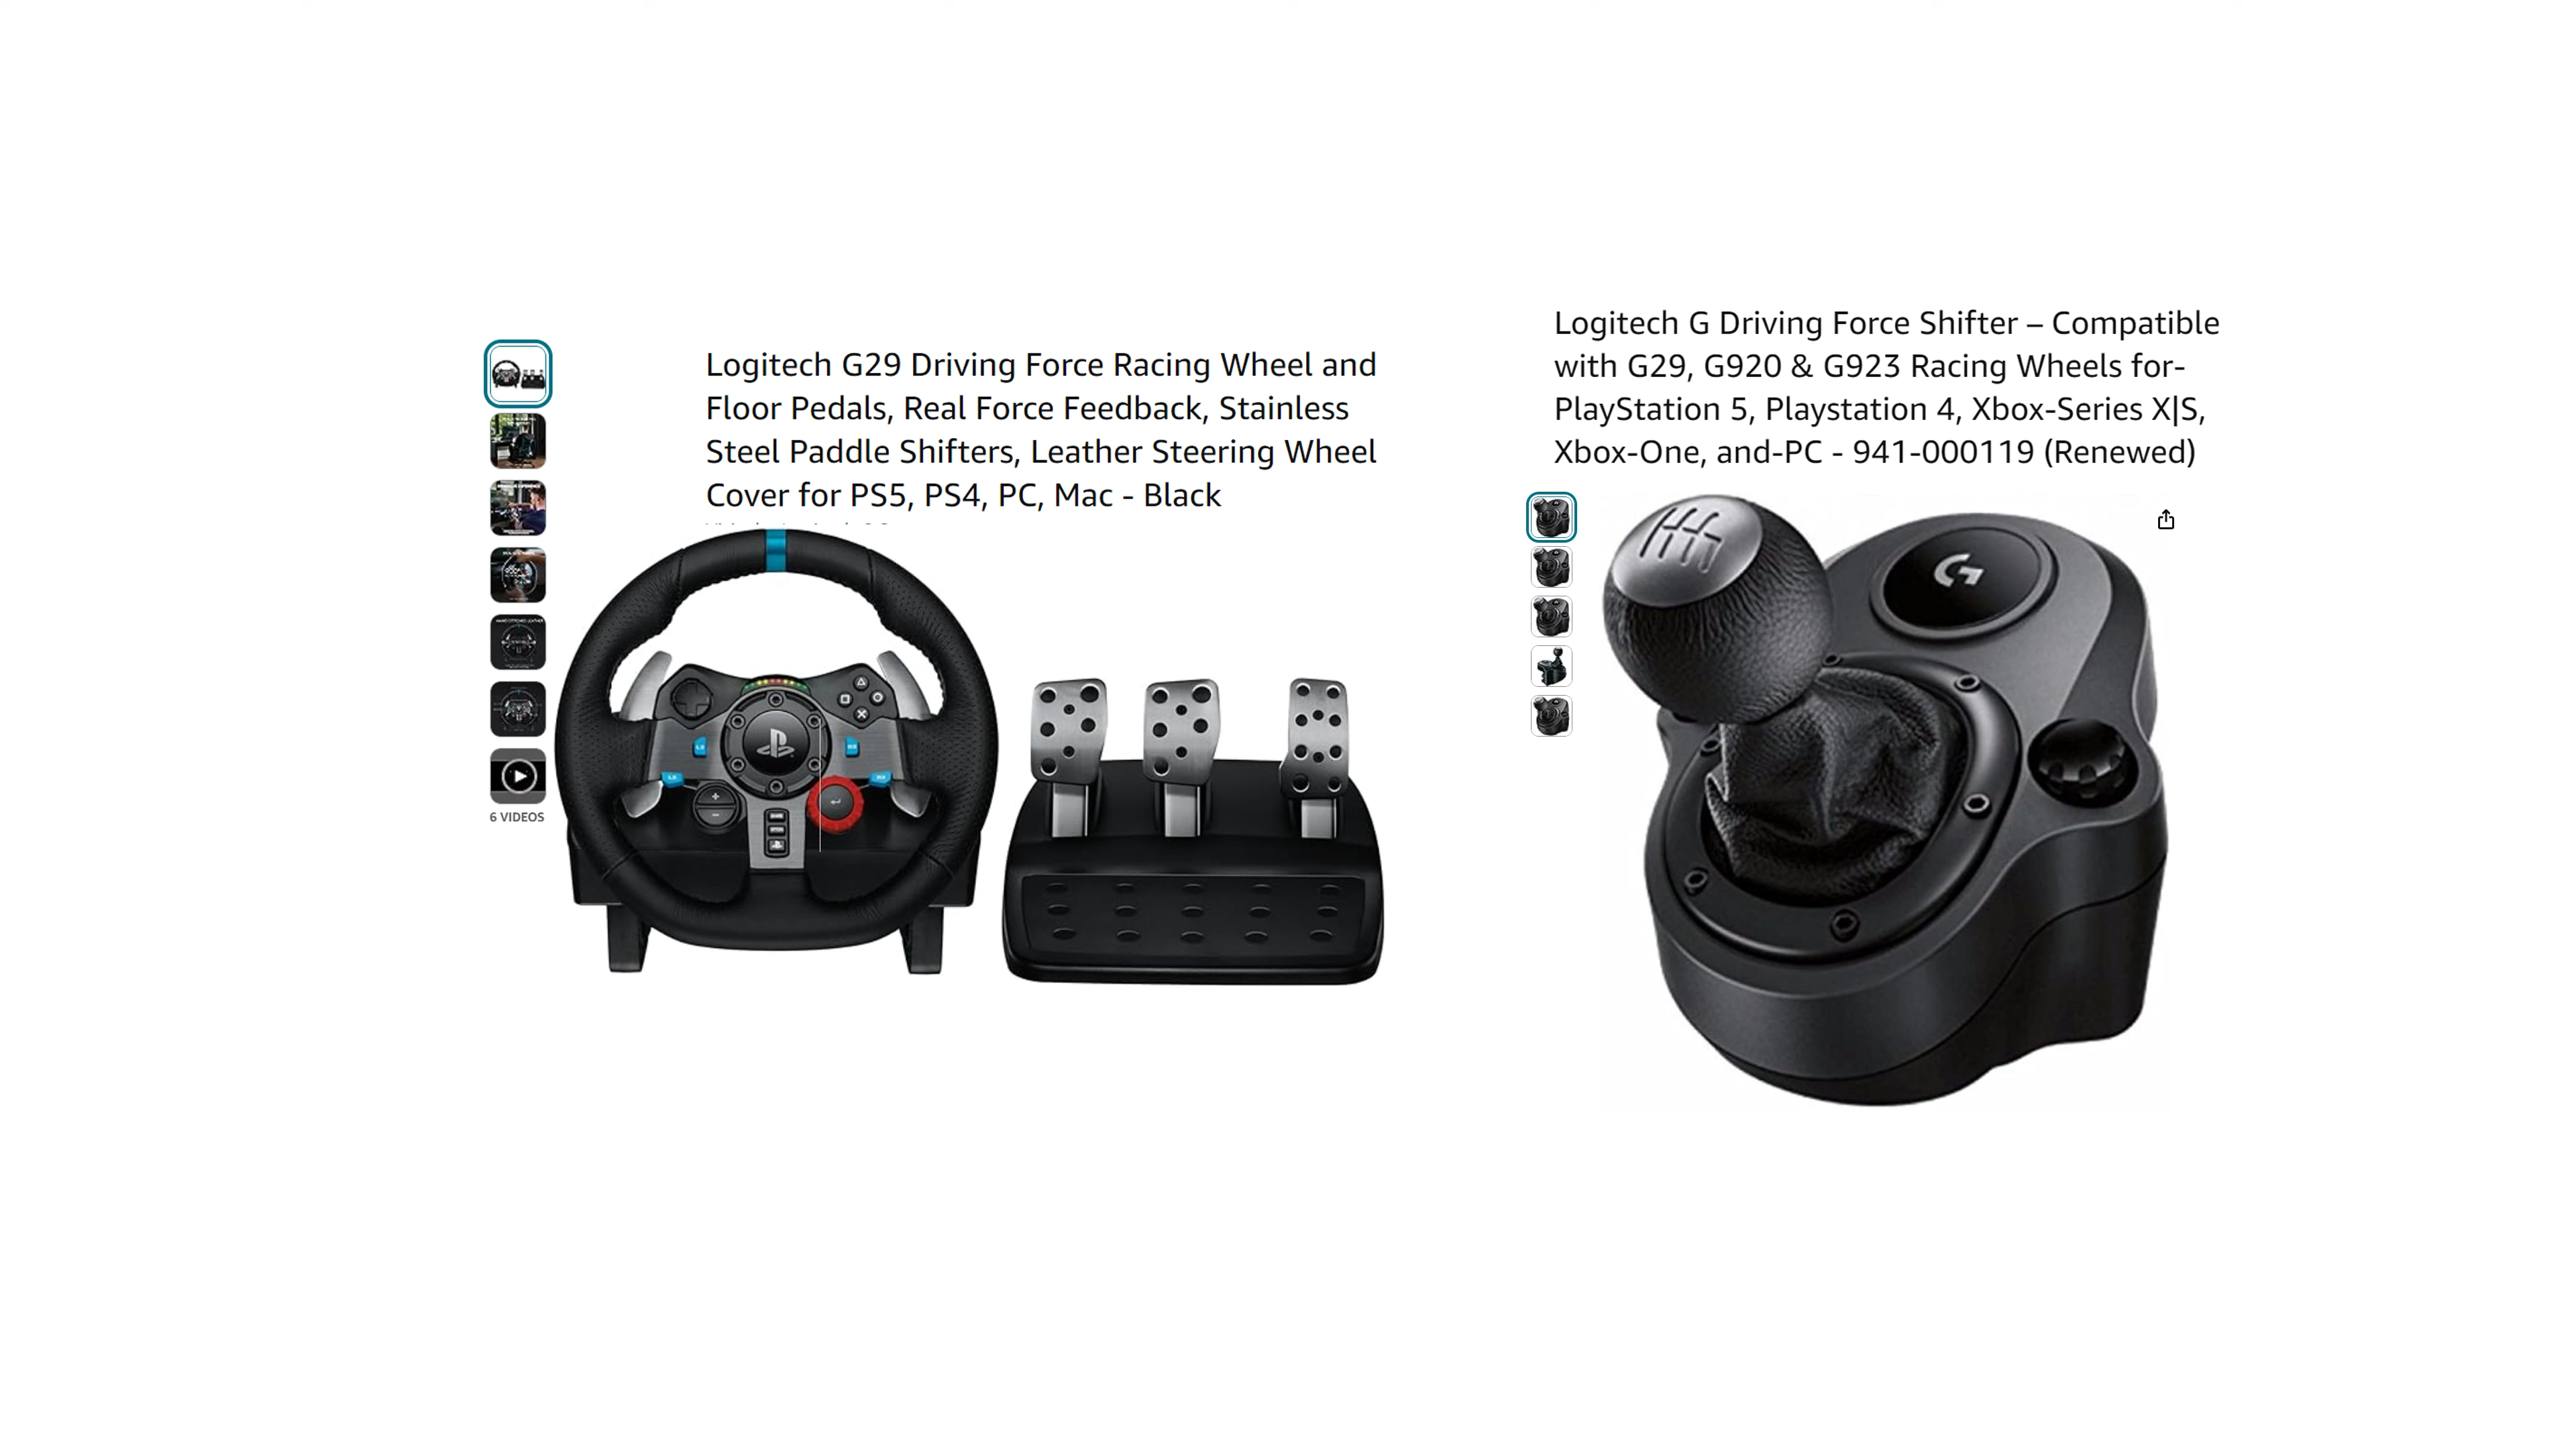 Logitech G29 Driving Force Racing Wheel and
Floor Pedals, Real Force Feedback, Stainless
Steel Paddle Shifters, Leather Steering Wheel
Cover for PS5, PS4, PC, Mac - Black
6 VIDEOS
Logitech G Driving Force Shifter – Compatible
with G29, G920 & G923 Racing Wheels for-
PlayStation 5, Playstation 4, Xbox-Series X|S,
Xbox-One, and-PC - 941-000119 (Renewed)